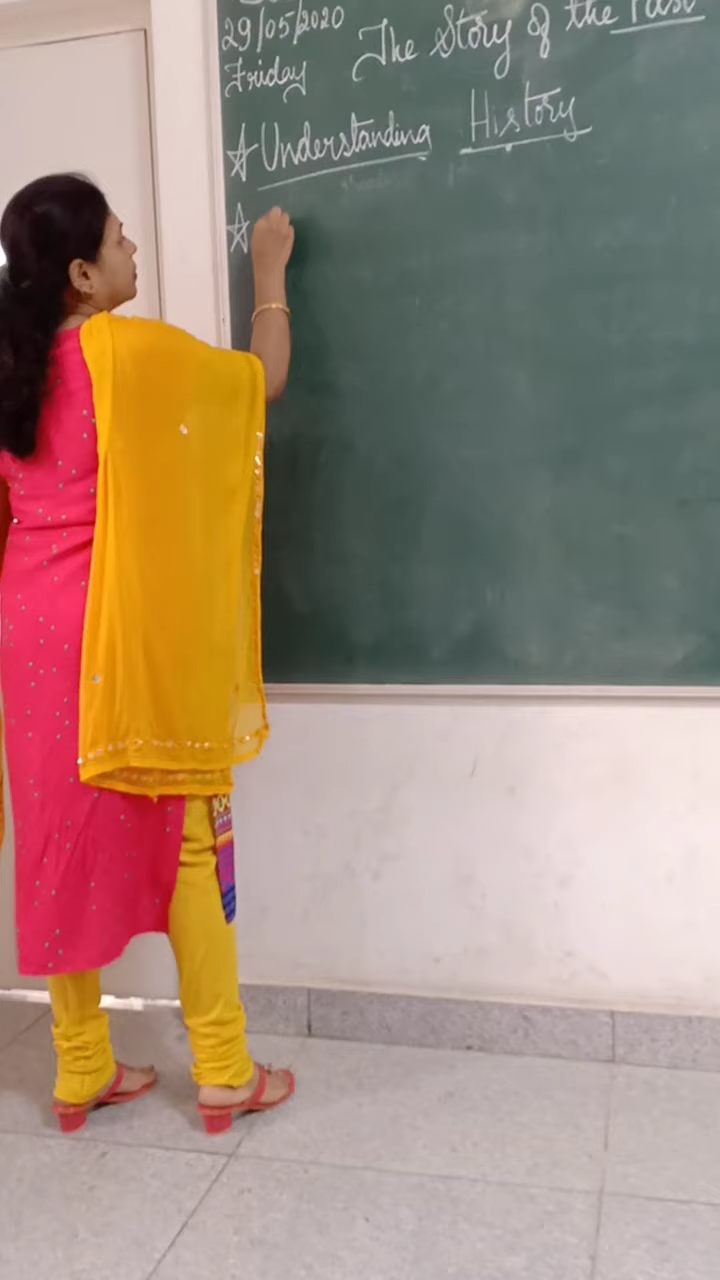 29/05/2020
Friday
The Story of the Past
☆ Understanding History
☆